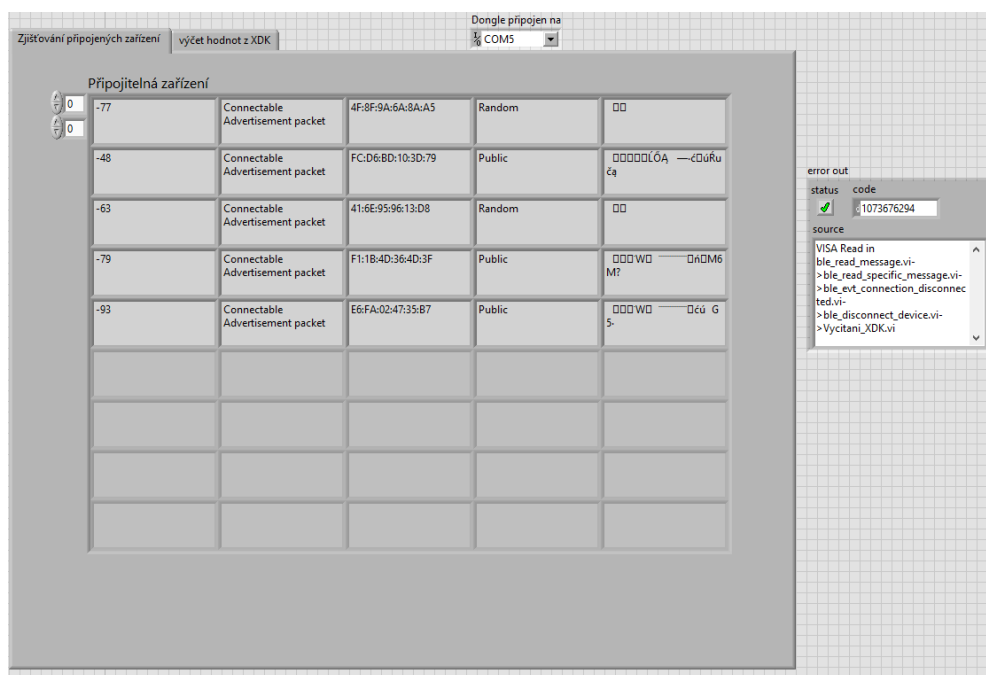 Dongle připojen na
COM5
Zjišťování připojených zařízení
výčet hodnot z XDK
Připojitelná zařízení
0
0
-77
Connectable
Advertisement packet
4F:8F:9A:6A:8A:A5
Random
-48
Connectable
Advertisement packet
FC:D6:BD:10:3D:79
Public
-63
Connectable
Advertisement packet
41:6E:95:96:13:D8
Random
-79
Connectable
Advertisement packet
F1:1B:4D:36:4D:3F
Public
M?
-93
Connectable
Advertisement packet
E6:FA:02:47:35:B7
Public
5·
error out
status
code
1073676294
source
VISA Read in
ble_read_message.vi-
>ble_read_specific_message.vi-
>ble_evt_connection_disconnec
ted.vi-
>ble_disconnect_device.vi-
>Vycitani_XDK.vi